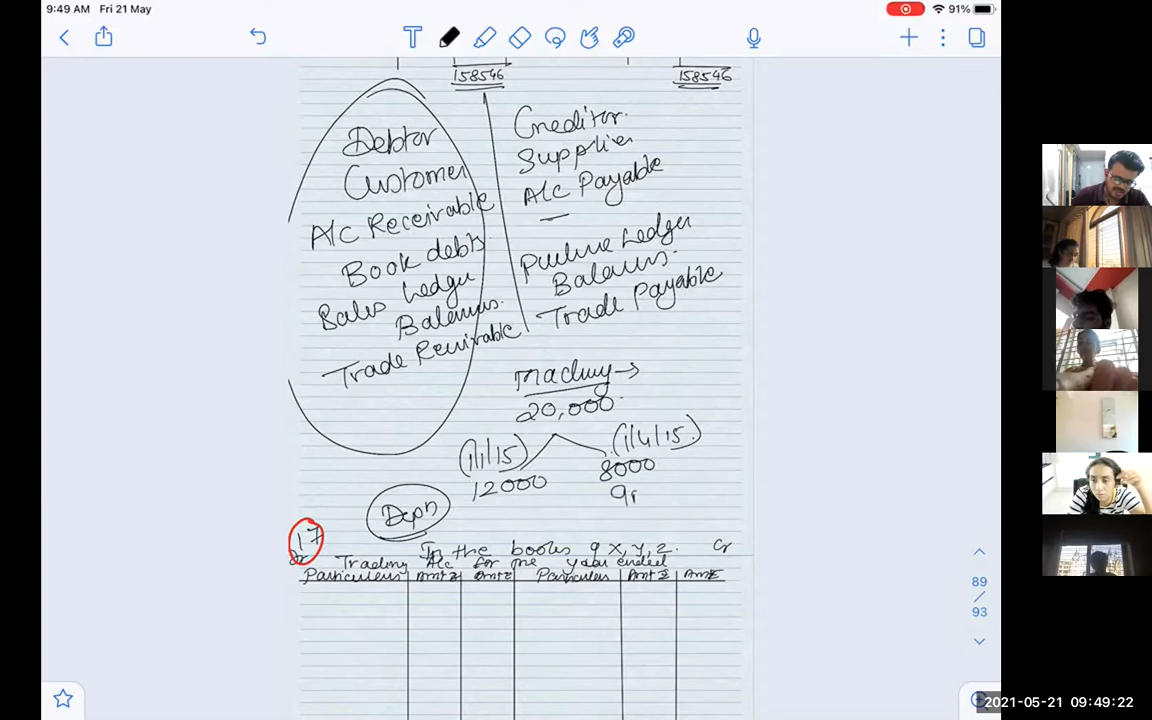 9:49 AM Fri 21 May
91%
158546
158546
Debtor
Customer
A/c Receivable
Book debts
Sales Ledger
Balances.
Trade Receivable
Creditor.
Supplier
A/c Payable
Ledger
Balances.
Trade Payable
20,000.
(1/1/15)
12000
(1/4/15)
8000
Depn
17
In the books of X, Y, Z.
Dr
Trading A/c for the year ended
Cr
Particulars
Amt ₹
Amt ₹
Particulars
Amt ₹
Amt ₹
89
/
93
2021-05-21 09:49:22